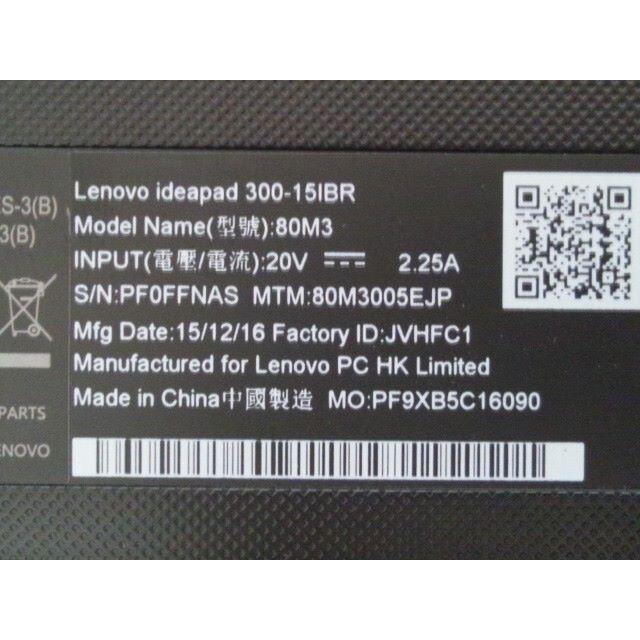 ES-3(B)
3(B)
PARTS
ENOVO
Lenovo ideapad 300-15IBR
Model Name(型號):80M3
INPUT(電壓/電流):20V ⎓ 2.25A
S/N:PF0FFNAS MTM:80M3005EJP
Mfg Date:15/12/16 Factory ID:JVHFC1
Manufactured for Lenovo PC HK Limited
Made in China中國製造 MO:PF9XB5C16090